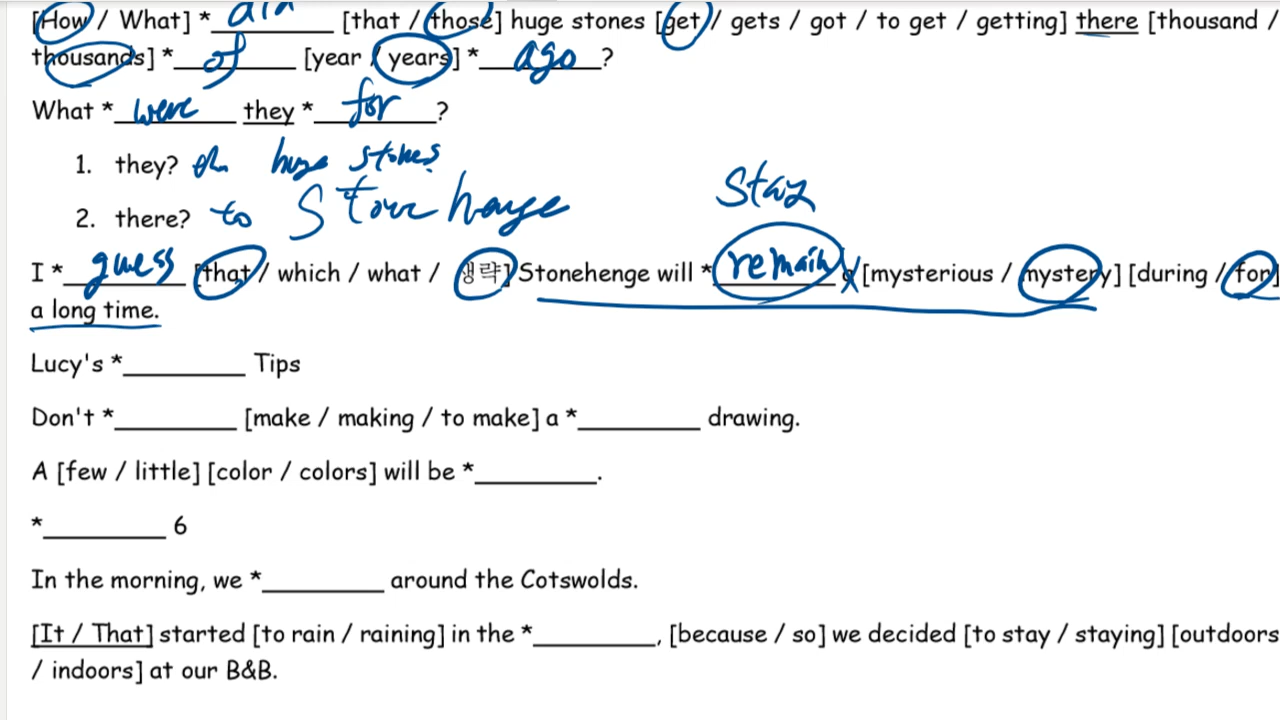 [How / What] * did [that / those] huge stones [get / gets / got / to get / getting] there [thousand /
thousands] * of [year / years] * ago ?
What * were they * for ?
1. they? huge stones
2. there? to Stonehenge
stay
I * guess [that / which / what / 생략] Stonehenge will * remain a [mysterious / mystery] [during / for]
a long time.
Lucy's *__________ Tips
Don't *__________ [make / making / to make] a *__________ drawing.
A [few / little] [color / colors] will be *__________.
*__________ 6
In the morning, we *__________ around the Cotswolds.
[It / That] started [to rain / raining] in the *__________, [because / so] we decided [to stay / staying] [outdoors
/ indoors] at our B&B.